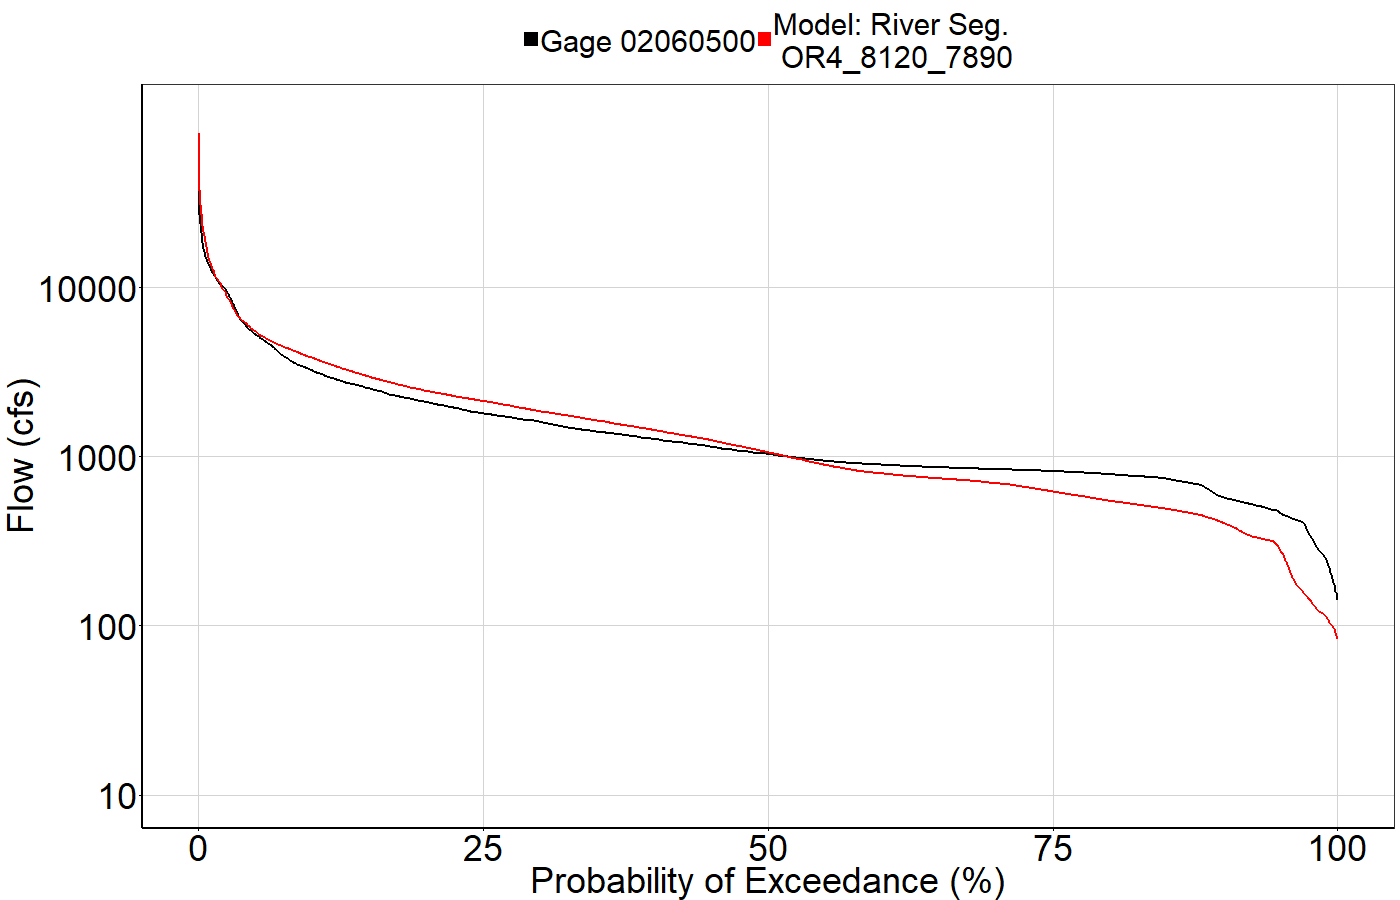 Gage 02060500
Model: River Seg.
OR4_8120_7890
Flow (cfs)
10000
1000
100
10
0 25 50 75 100
Probability of Exceedance (%)